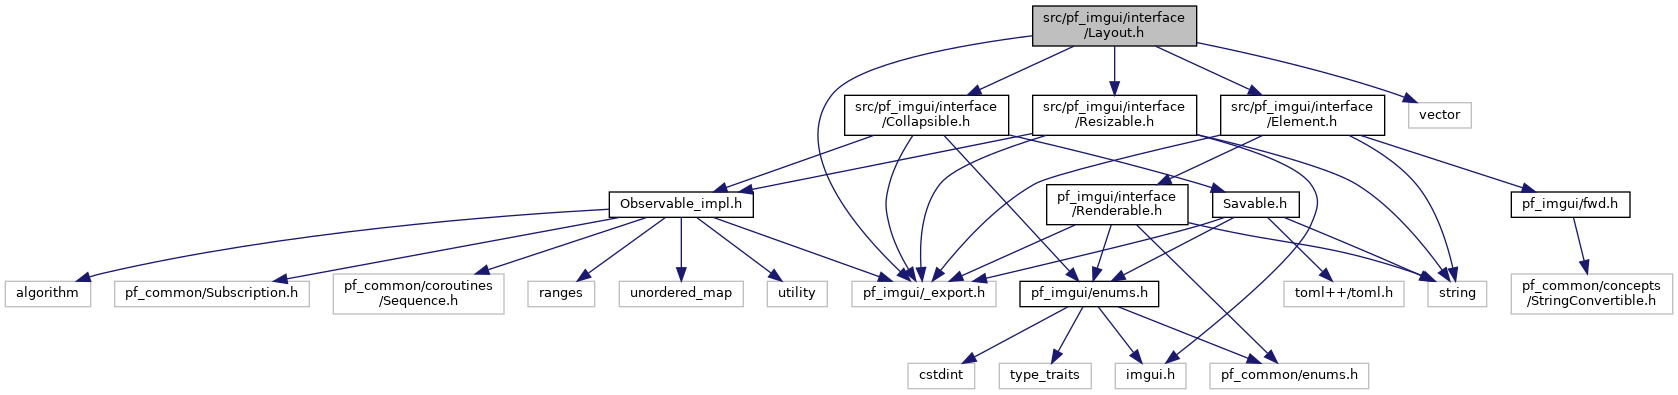 src/pf_imgui/interface
/Layout.h
src/pf_imgui/interface
/Collapsible.h
src/pf_imgui/interface
/Resizable.h
src/pf_imgui/interface
/Element.h
vector
Observable_impl.h
pf_imgui/interface
/Renderable.h
Savable.h
pf_imgui/fwd.h
algorithm
pf_common/Subscription.h
pf_common/coroutines
/Sequence.h
ranges
unordered_map
utility
pf_imgui/_export.h
pf_imgui/enums.h
toml++/toml.h
string
pf_common/concepts
/StringConvertible.h
cstdint
type_traits
imgui.h
pf_common/enums.h